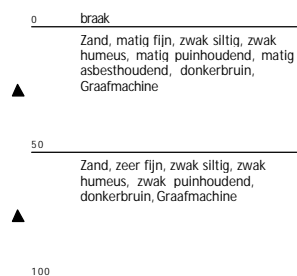 0 braak
Zand, matig fijn, zwak siltig, zwak
humeus, matig puinhoudend, matig
asbesthoudend, donkerbruin,
Graafmachine
50
Zand, zeer fijn, zwak siltig, zwak
humeus, zwak puinhoudend,
donkerbruin, Graafmachine
100